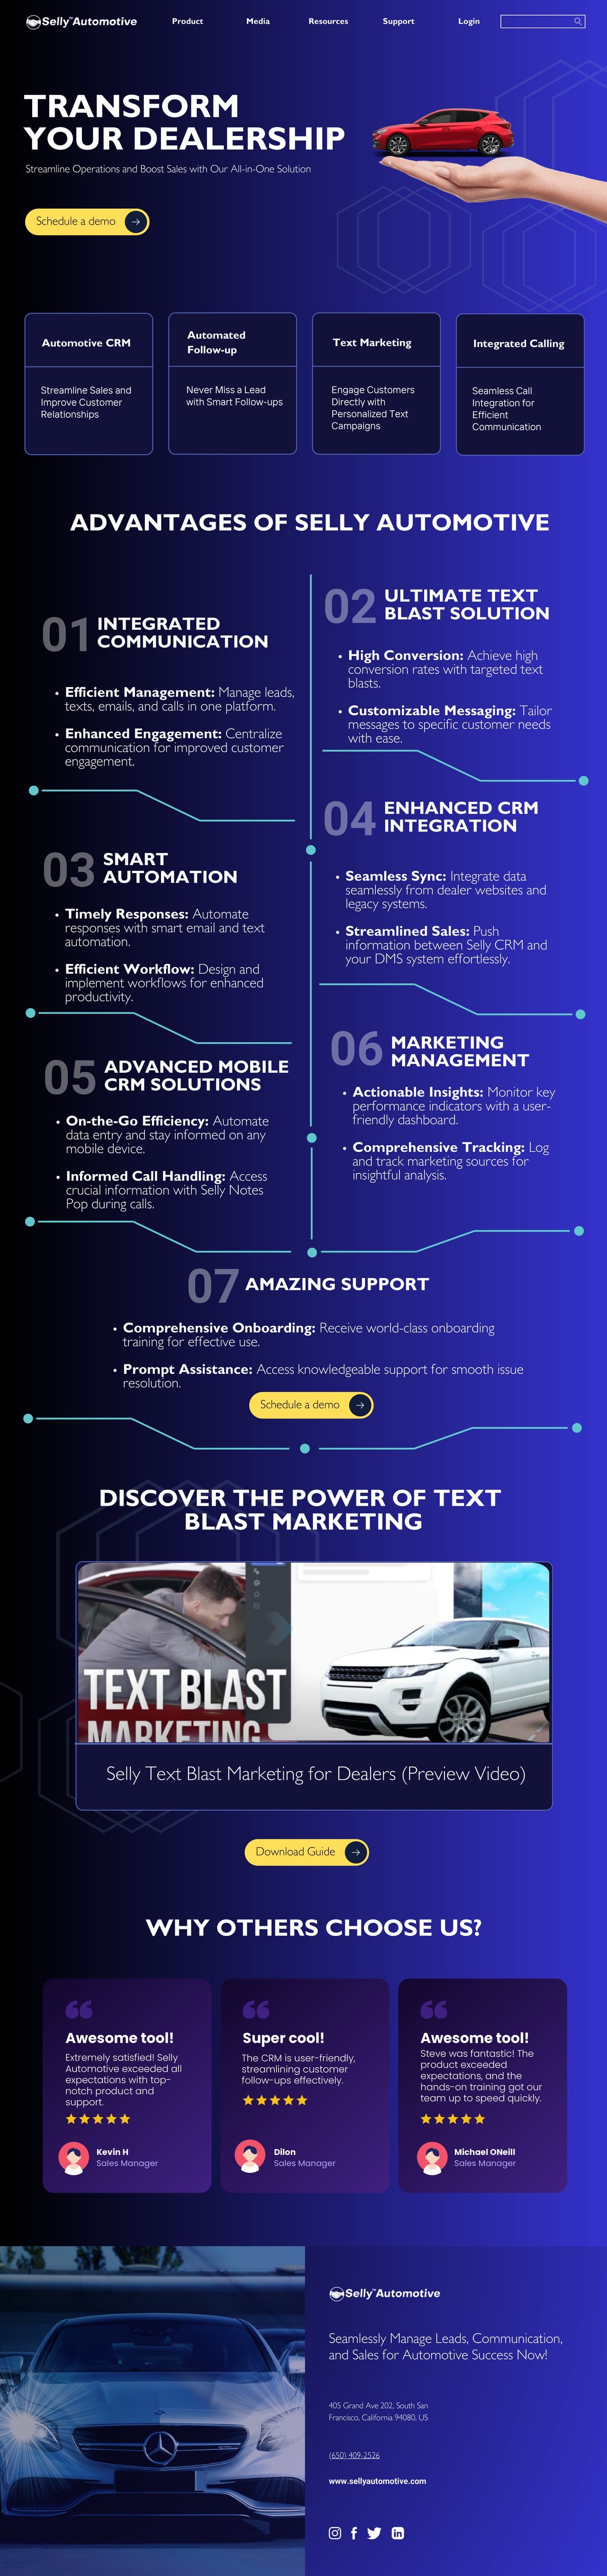 Selly™Automotive
Product
Media
Resources
Support
Login
TRANSFORM
YOUR DEALERSHIP
Streamline Operations and Boost Sales with Our All-in-One Solution
Schedule a demo
Automotive CRM
Streamline Sales and
Improve Customer
Relationships
Automated
Follow-up
Never Miss a Lead
with Smart Follow-ups
Text Marketing
Engage Customers
Directly with
Personalized Text
Campaigns
Integrated Calling
Seamless Call
Integration for
Efficient
Communication
ADVANTAGES OF SELLY AUTOMOTIVE
01 INTEGRATED
COMMUNICATION
• Efficient Management: Manage leads,
texts, emails, and calls in one platform.
• Enhanced Engagement: Centralize
communication for improved customer
engagement.
02 ULTIMATE TEXT
BLAST SOLUTION
• High Conversion: Achieve high
conversion rates with targeted text
blasts.
• Customizable Messaging: Tailor
messages to specific customer needs
with ease.
03 SMART
AUTOMATION
• Timely Responses: Automate
responses with smart email and text
automation.
• Efficient Workflow: Design and
implement workflows for enhanced
productivity.
04 ENHANCED CRM
INTEGRATION
• Seamless Sync: Integrate data
seamlessly from dealer websites and
legacy systems.
• Streamlined Sales: Push
information between Selly CRM and
your DMS system effortlessly.
05 ADVANCED MOBILE
CRM SOLUTIONS
• On-the-Go Efficiency: Automate
data entry and stay informed on any
mobile device.
• Informed Call Handling: Access
crucial information with Selly Notes
Pop during calls.
06 MARKETING
MANAGEMENT
• Actionable Insights: Monitor key
performance indicators with a user-
friendly dashboard.
• Comprehensive Tracking: Log
and track marketing sources for
insightful analysis.
07 AMAZING SUPPORT
• Comprehensive Onboarding: Receive world-class onboarding
training for effective use.
• Prompt Assistance: Access knowledgeable support for smooth issue
resolution.
Schedule a demo
DISCOVER THE POWER OF TEXT
BLAST MARKETING
TEXT BLAST
MARKETING
Selly Text Blast Marketing for Dealers (Preview Video)
Download Guide
WHY OTHERS CHOOSE US?
Awesome tool!
Extremely satisfied! Selly
Automotive exceeded all
expectations with top-
notch product and
support.
Kevin H
Sales Manager
Super cool!
The CRM is user-friendly,
streamlining customer
follow-ups effectively.
Dilon
Sales Manager
Awesome tool!
Steve was fantastic! The
product exceeded
expectations, and the
hands-on training got our
team up to speed quickly.
Michael ONeill
Sales Manager
Selly™Automotive
Seamlessly Manage Leads, Communication,
and Sales for Automotive Success Now!
405 Grand Ave 202, South San
Francisco, California 94080, US
(650) 409-2526
www.sellyautomotive.com